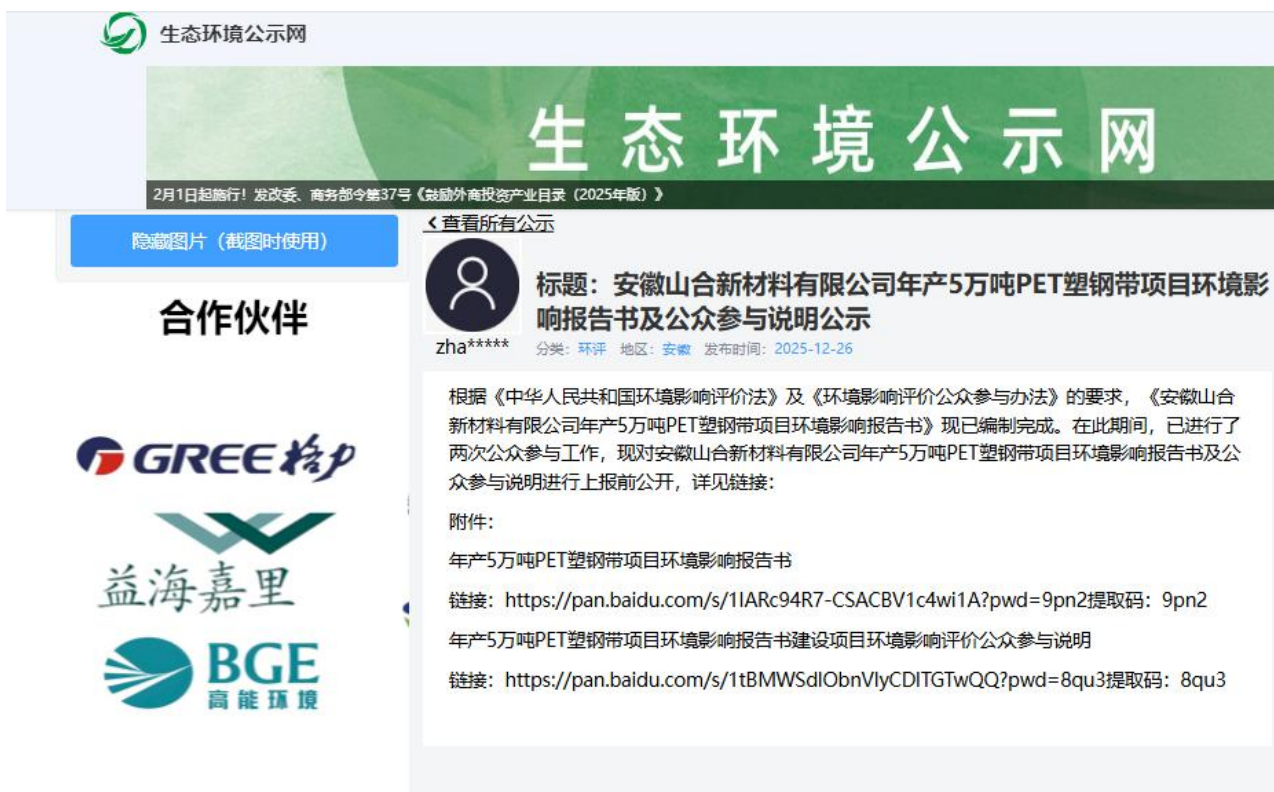 生态环境公示网
生态环境公示网
2月1日起施行！发改委、商务部令第37号《鼓励外商投资产业目录（2025年版）》
隐藏图片（截图时使用）
合作伙伴
GREE格力
益海嘉里
BGE
高能环境
查看所有公示
zha*****
标题：安徽山合新材料有限公司年产5万吨PET塑钢带项目环境影
响报告书及公众参与说明公示
分类：环评 地区：安徽 发布时间：2025-12-26
根据《中华人民共和国环境影响评价法》及《环境影响评价公众参与办法》的要求，《安徽山合
新材料有限公司年产5万吨PET塑钢带项目环境影响报告书》现已编制完成。在此期间，已进行了
两次公众参与工作，现对安徽山合新材料有限公司年产5万吨PET塑钢带项目环境影响报告书及公
众参与说明进行上报前公开，详见链接：
附件：
年产5万吨PET塑钢带项目环境影响报告书
链接：https://pan.baidu.com/s/1IARc94R7-CSACBV1c4wi1A?pwd=9pn2提取码：9pn2
年产5万吨PET塑钢带项目环境影响报告书建设项目环境影响评价公众参与说明
链接：https://pan.baidu.com/s/1tBMWSdlObnVlyCDITGTwQQ?pwd=8qu3提取码：8qu3